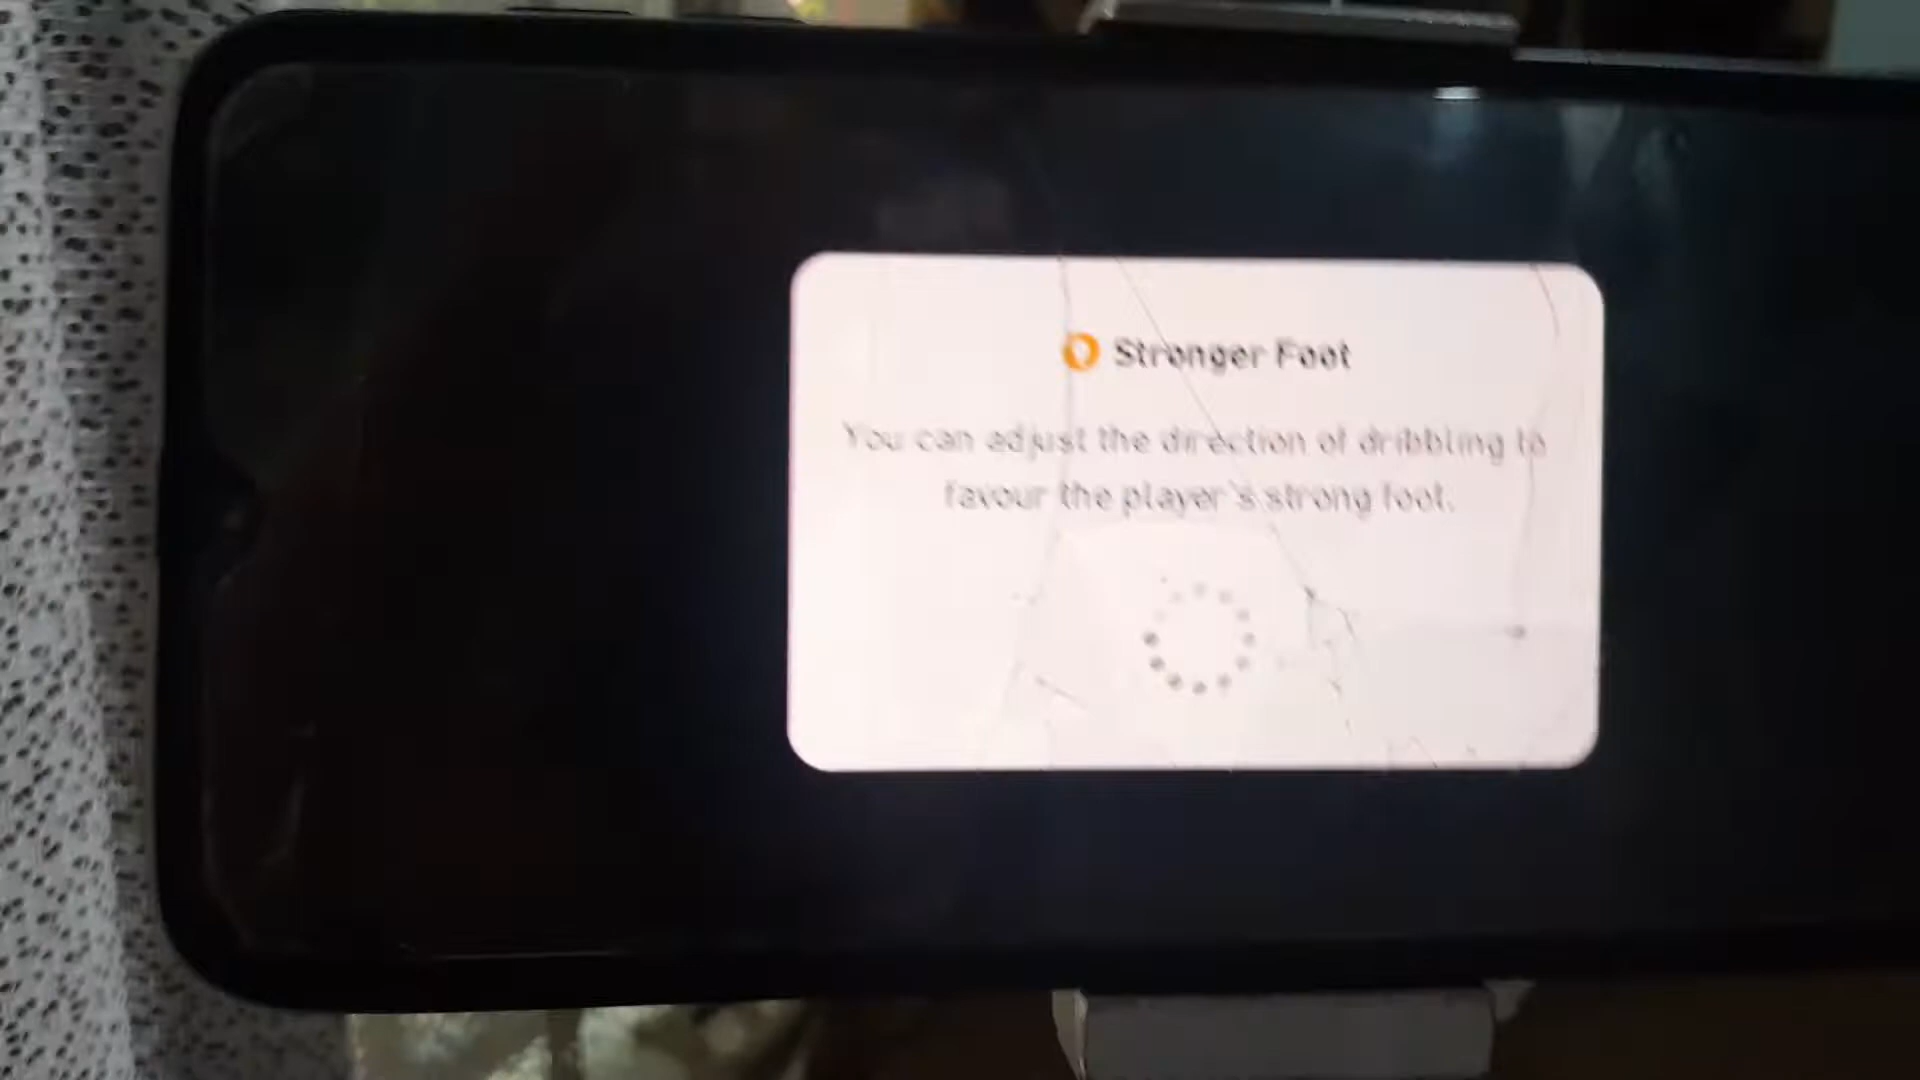 Stronger Foot
You can adjust the direction of dribbling to
favour the player's strong foot.